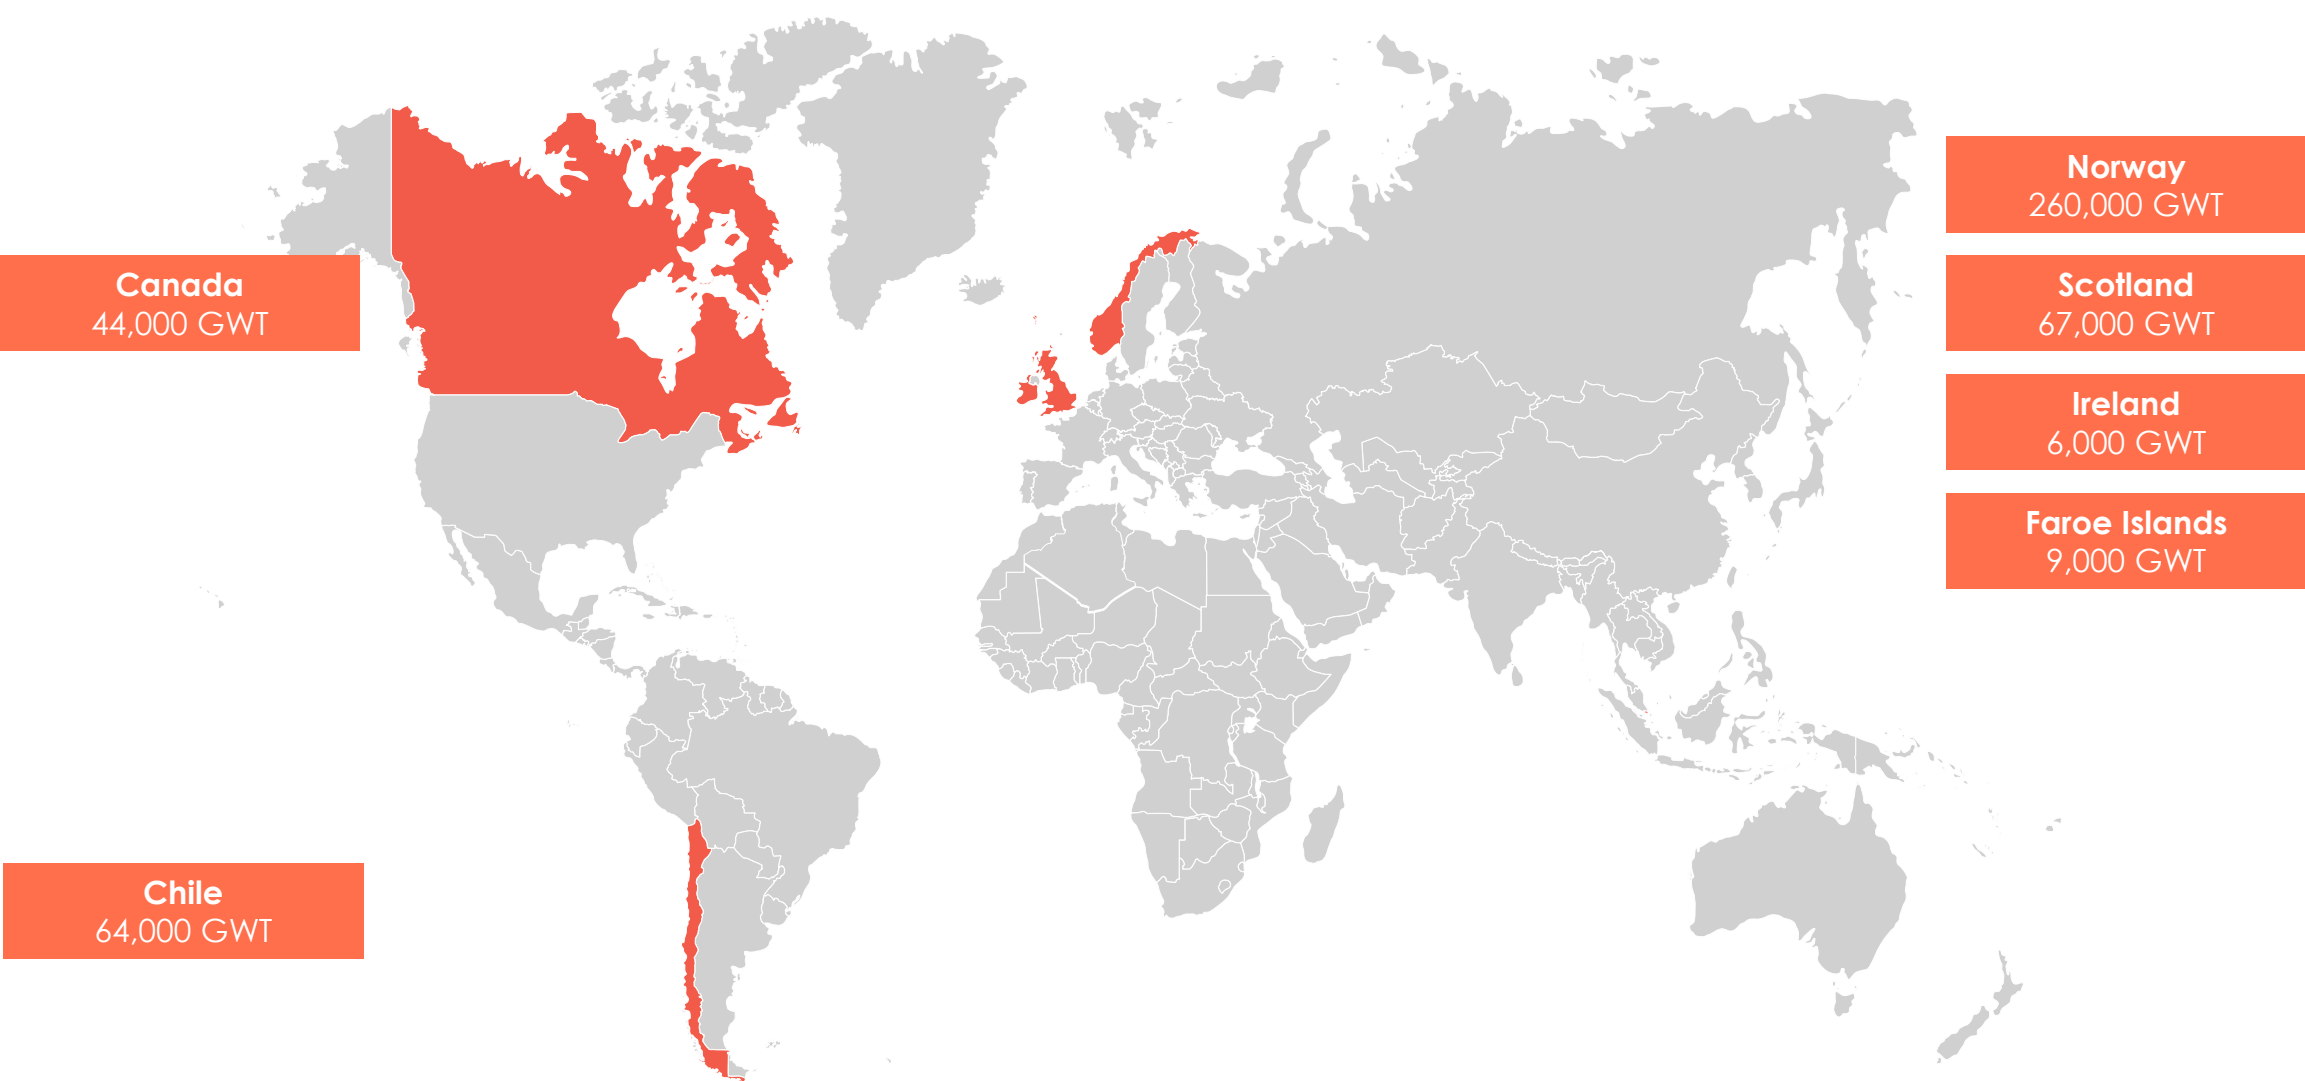 Norway
260,000 GWT
Canada
44,000 GWT
Scotland
67,000 GWT
Ireland
6,000 GWT
Faroe Islands
9,000 GWT
Chile
64,000 GWT